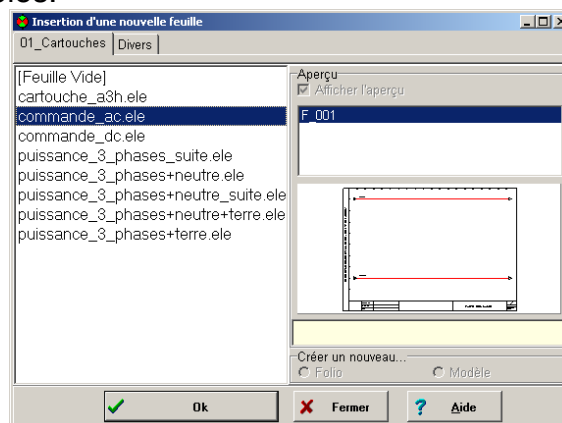 Insertion d'une nouvelle feuille
01_Cartouches Divers
[Feuille Vide]
cartouche_a3h.ele
commande_ac.ele
commande_dc.ele
puissance_3_phases_suite.ele
puissance_3_phases+neutre.ele
puissance_3_phases+neutre_suite.ele
puissance_3_phases+neutre+terre.ele
puissance_3_phases+terre.ele
Aperçu
Afficher l'aperçu
F_001
Créer un nouveau...
Folio Modèle
Ok Fermer ? Aide